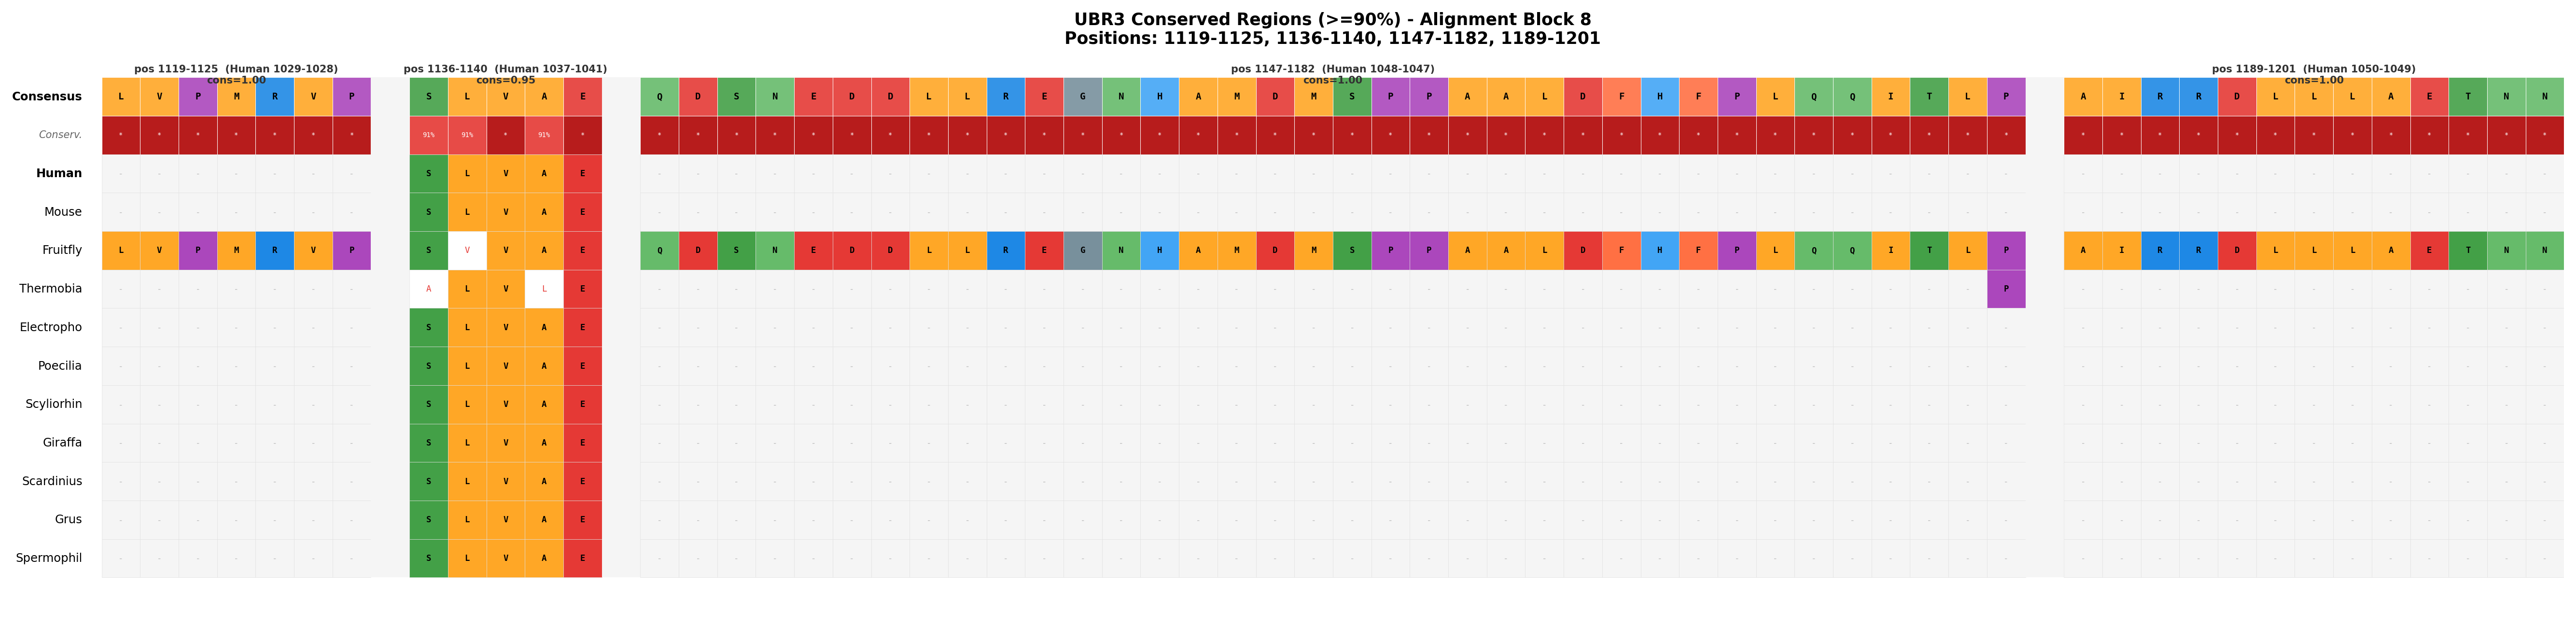 UBR3 Conserved Regions (>=90%) - Alignment Block 8
Positions: 1119-1125, 1136-1140, 1147-1182, 1189-1201
pos 1119-1125 (Human 1029-1028) pos 1136-1140 (Human 1037-1041) pos 1147-1182 (Human 1048-1047) pos 1189-1201 (Human 1050-1049)
cons=1.00 cons=0.95 cons=1.00 cons=1.00
Consensus L V P M R V P S L V A E Q D S N E D D L L R E G N H A M D M S P P A A L D F H F P L Q Q I T L P A I R R D L L L A E T N N
Conserv. * * * * * * * 91% 91% * 91% * * * * * * * * * * * * * * * * * * * * * * * * * * * * * * * * * * * * * * * * * * * * * * * * *
Human - - - - - - - S L V A E - - - - - - - - - - - - - - - - - - - - - - - - - - - - - - - - - - - - - - - - - - - - - - - - -
Mouse - - - - - - - S L V A E - - - - - - - - - - - - - - - - - - - - - - - - - - - - - - - - - - - - - - - - - - - - - - - - -
Fruitfly L V P M R V P S V V A E Q D S N E D D L L R E G N H A M D M S P P A A L D F H F P L Q Q I T L P A I R R D L L L A E T N N
Thermobia - - - - - - - A L V L E - - - - - - - - - - - - - - - - - - - - - - - - - - - - - - - - - - - P - - - - - - - - - - - - -
Electropho - - - - - - - S L V A E - - - - - - - - - - - - - - - - - - - - - - - - - - - - - - - - - - - - - - - - - - - - - - - - -
Poecilia - - - - - - - S L V A E - - - - - - - - - - - - - - - - - - - - - - - - - - - - - - - - - - - - - - - - - - - - - - - - -
Scyliorhin - - - - - - - S L V A E - - - - - - - - - - - - - - - - - - - - - - - - - - - - - - - - - - - - - - - - - - - - - - - - -
Giraffa - - - - - - - S L V A E - - - - - - - - - - - - - - - - - - - - - - - - - - - - - - - - - - - - - - - - - - - - - - - - -
Scardinius - - - - - - - S L V A E - - - - - - - - - - - - - - - - - - - - - - - - - - - - - - - - - - - - - - - - - - - - - - - - -
Grus - - - - - - - S L V A E - - - - - - - - - - - - - - - - - - - - - - - - - - - - - - - - - - - - - - - - - - - - - - - - -
Spermophil - - - - - - - S L V A E - - - - - - - - - - - - - - - - - - - - - - - - - - - - - - - - - - - - - - - - - - - - - - - - -